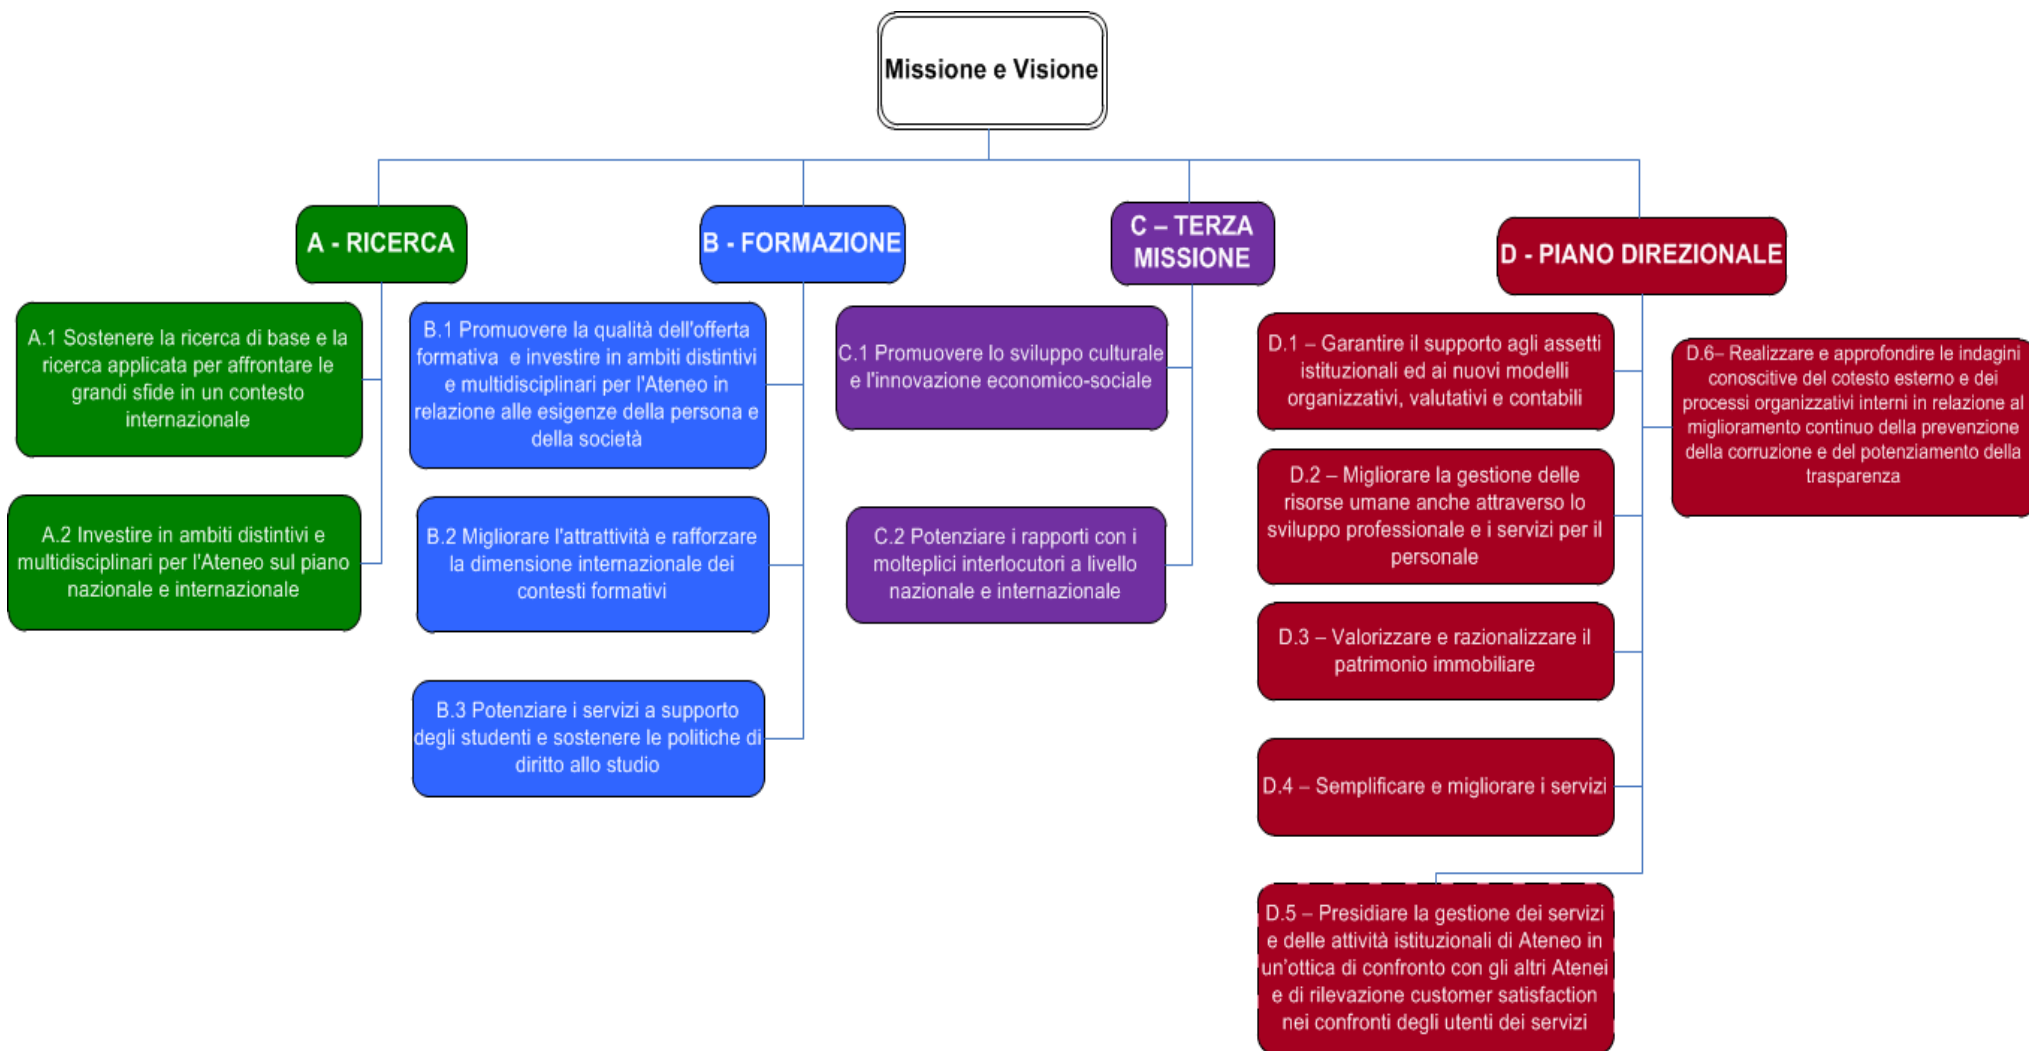 Missione e Visione
A - RICERCA
A.1 Sostenere la ricerca di base e la
ricerca applicata per affrontare le
grandi sfide in un contesto
internazionale
A.2 Investire in ambiti distintivi e
multidisciplinari per l'Ateneo sul piano
nazionale e internazionale
B - FORMAZIONE
B.1 Promuovere la qualità dell'offerta
formativa e investire in ambiti distintivi
e multidisciplinari per l'Ateneo in
relazione alle esigenze della persona e
della società
B.2 Migliorare l'attrattività e rafforzare
la dimensione internazionale dei
contesti formativi
B.3 Potenziare i servizi a supporto
degli studenti e sostenere le politiche di
diritto allo studio
C – TERZA
MISSIONE
C.1 Promuovere lo sviluppo culturale
e l'innovazione economico-sociale
C.2 Potenziare i rapporti con i
molteplici interlocutori a livello
nazionale e internazionale
D - PIANO DIREZIONALE
D.1 – Garantire il supporto agli assetti
istituzionali ed ai nuovi modelli
organizzativi, valutativi e contabili
D.2 – Migliorare la gestione delle
risorse umane anche attraverso lo
sviluppo professionale e i servizi per il
personale
D.3 – Valorizzare e razionalizzare il
patrimonio immobiliare
D.4 – Semplificare e migliorare i servizi
D.5 – Presidiare la gestione dei servizi
e delle attività istituzionali di Ateneo in
un'ottica di confronto con gli altri Atenei
e di rilevazione customer satisfaction
nei confronti degli utenti dei servizi
D.6– Realizzare e approfondire le indagini
conoscitive del cotesto esterno e dei
processi organizzativi interni in relazione al
miglioramento continuo della prevenzione
della corruzione e del potenziamento della
trasparenza